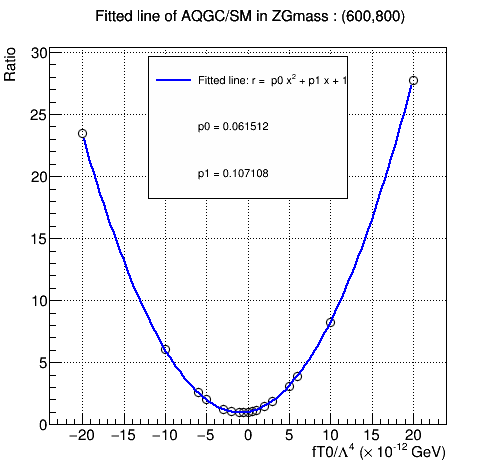 Fitted line of AQGC/SM in ZGmass : (600,800)
Ratio
30
25
20
15
10
5
0
Fitted line: r = p0 x² + p1 x + 1
p0 = 0.061512
p1 = 0.107108
−20 −15 −10 −5 0 5 10 15 20
fT0/Λ⁴ (× 10⁻¹² GeV)